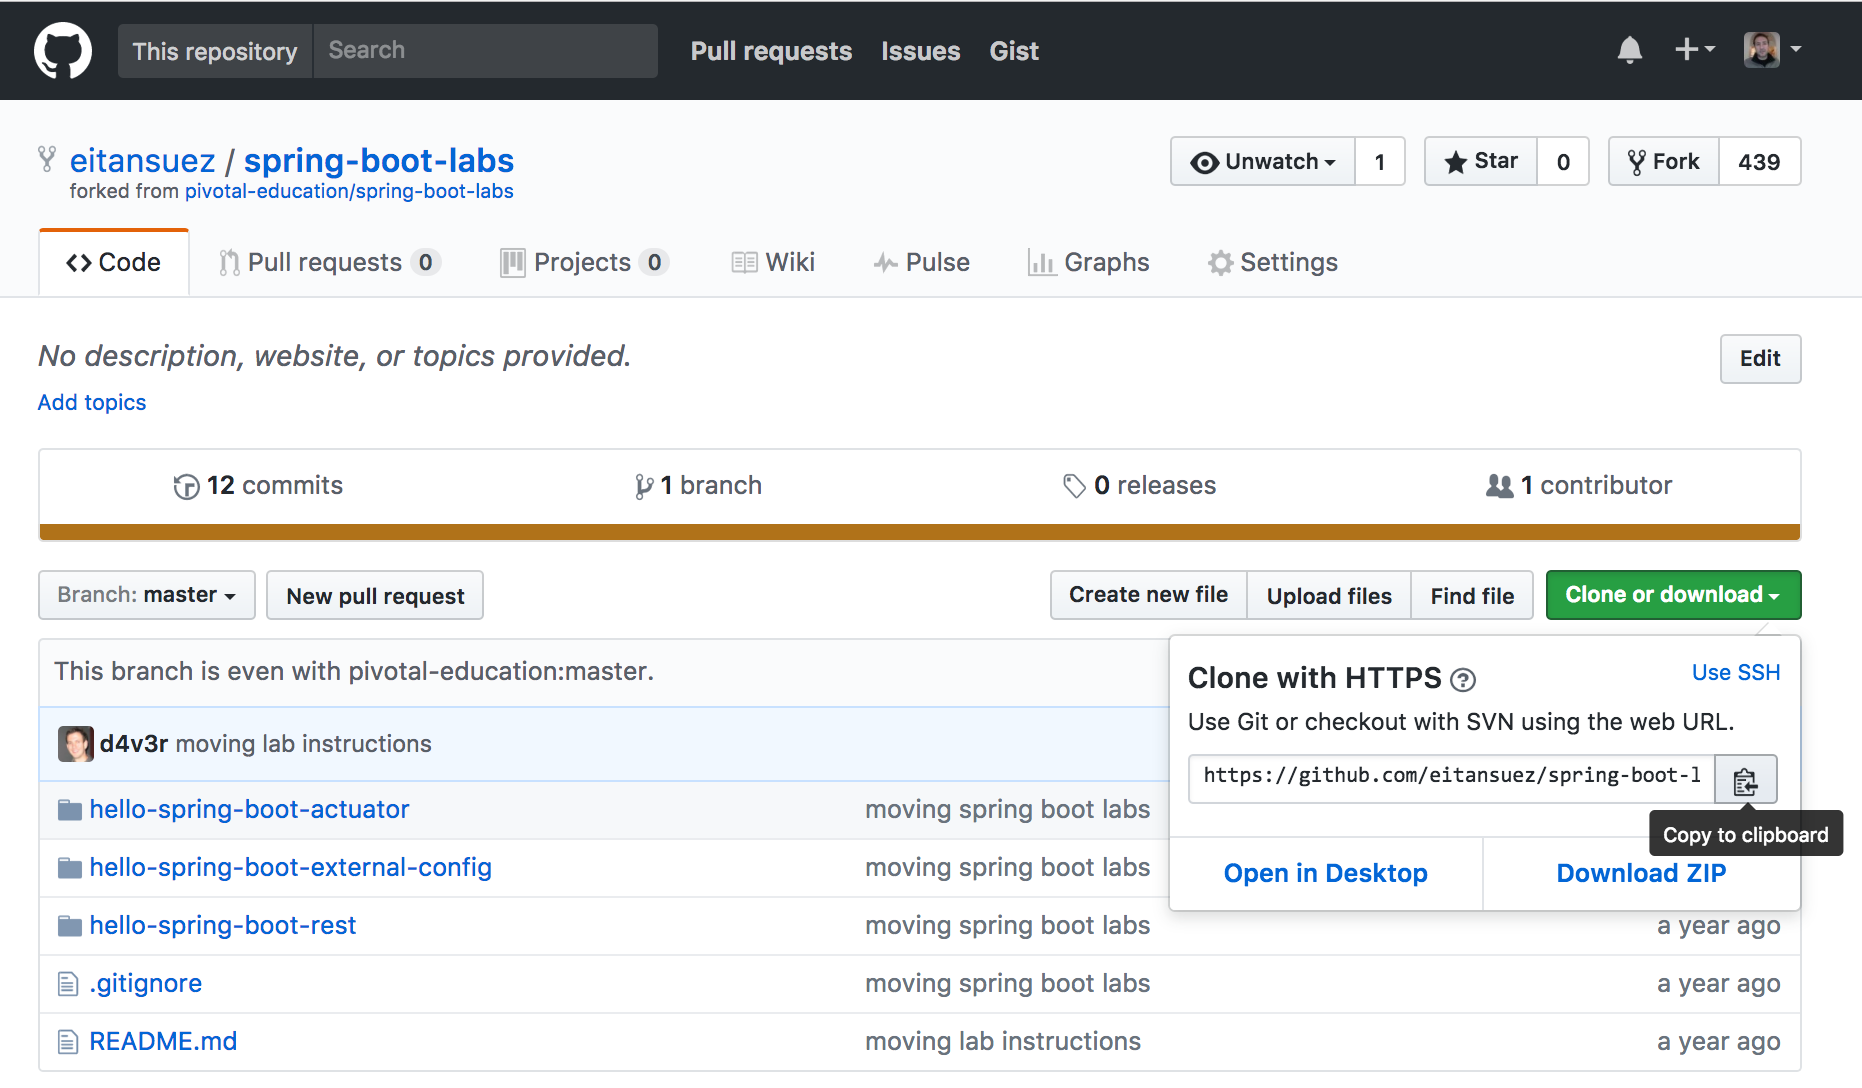 This repository Search Pull requests Issues Gist
eitansuez / spring-boot-labs Unwatch 1 Star 0 Fork 439
forked from pivotal-education/spring-boot-labs
Code Pull requests 0 Projects 0 Wiki Pulse Graphs Settings
No description, website, or topics provided. Edit
Add topics
12 commits 1 branch 0 releases 1 contributor
Branch: master New pull request Create new file Upload files Find file Clone or download
This branch is even with pivotal-education:master.
d4v3r moving lab instructions
Clone with HTTPS Use SSH
Use Git or checkout with SVN using the web URL.
https://github.com/eitansuez/spring-boot-l
Copy to clipboard
Open in Desktop Download ZIP
hello-spring-boot-actuator moving spring boot labs
hello-spring-boot-external-config moving spring boot labs
hello-spring-boot-rest moving spring boot labs a year ago
.gitignore moving spring boot labs a year ago
README.md moving lab instructions a year ago